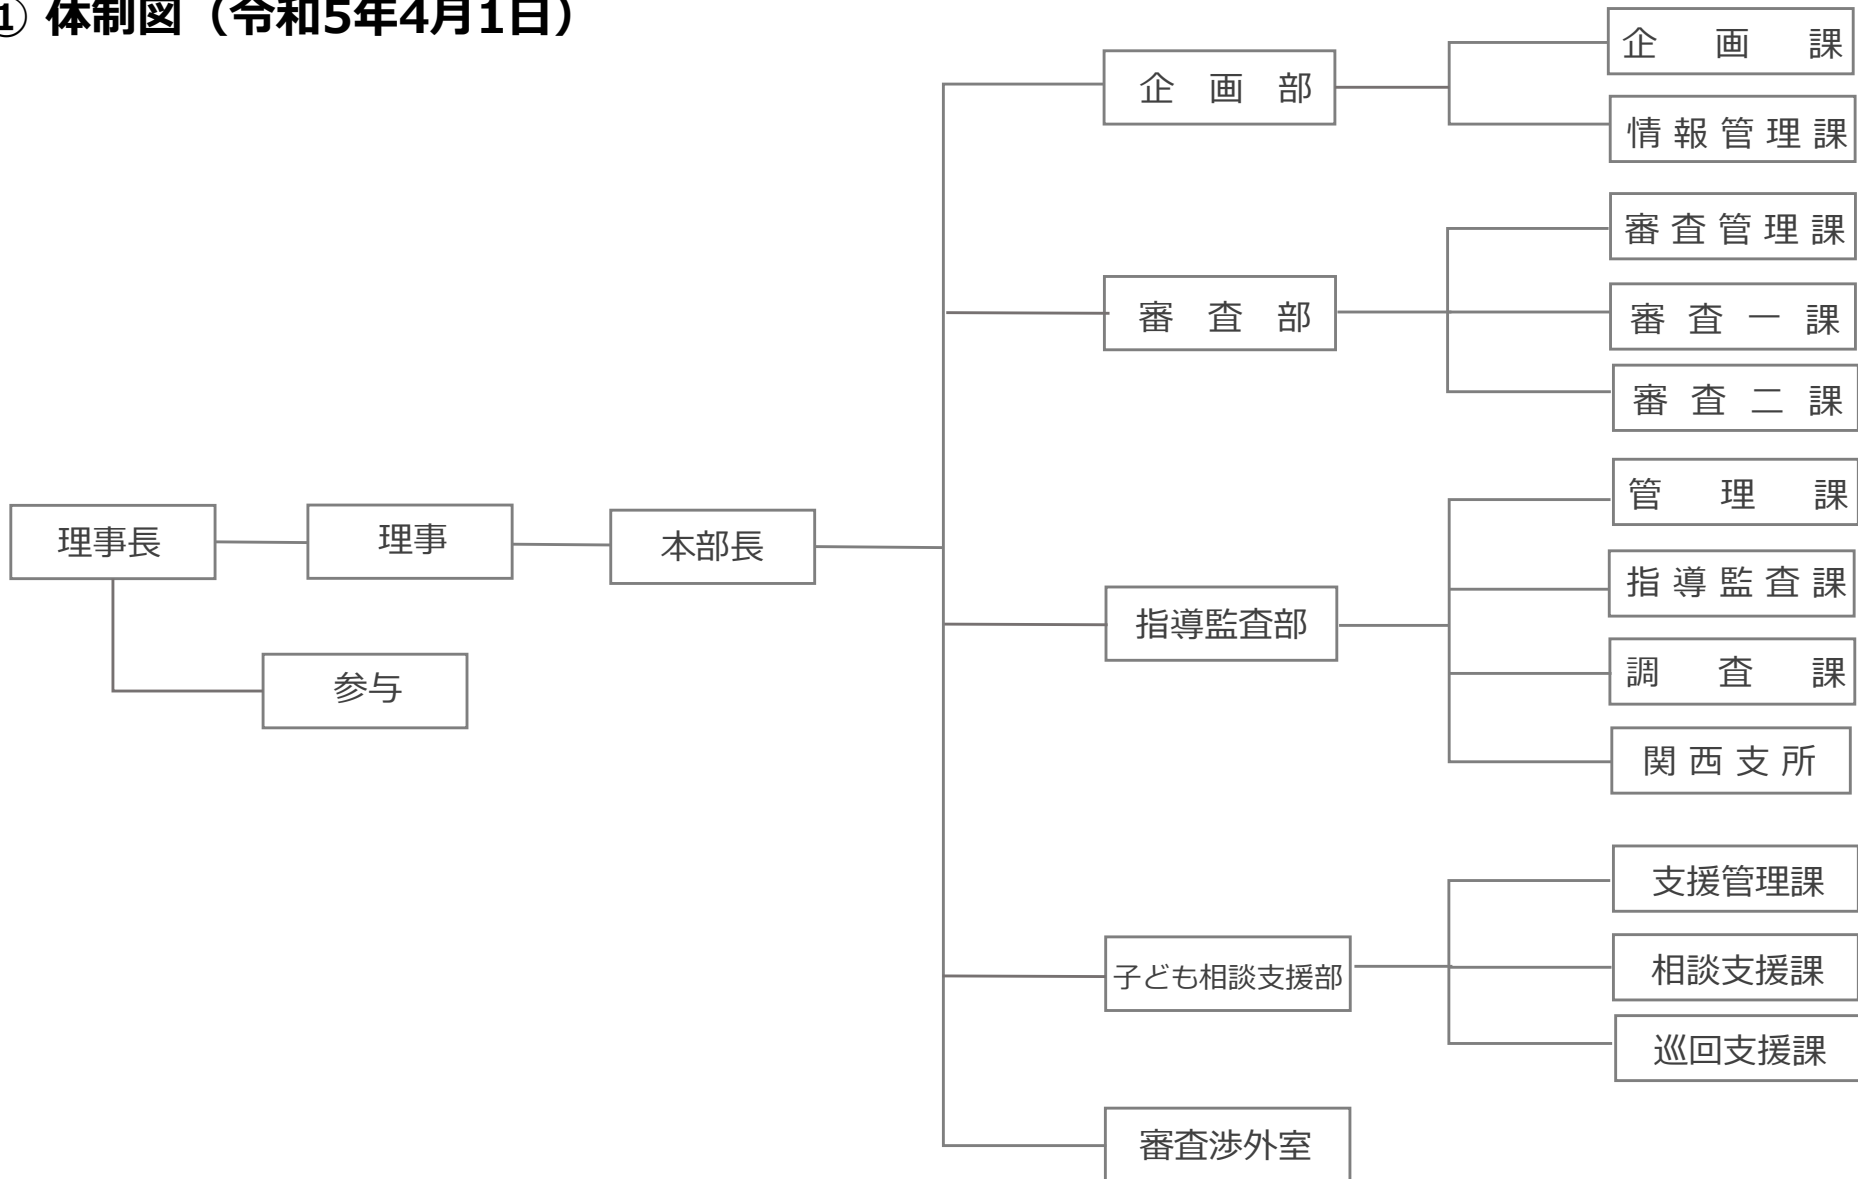 ① 体制図（令和5年4月1日）
企画部
企画課
情報管理課
審査部
審査管理課
審査一課
審査二課
理事長
理事
本部長
参与
指導監査部
管理課
指導監査課
調査課
関西支所
子ども相談支援部
支援管理課
相談支援課
巡回支援課
審査渉外室